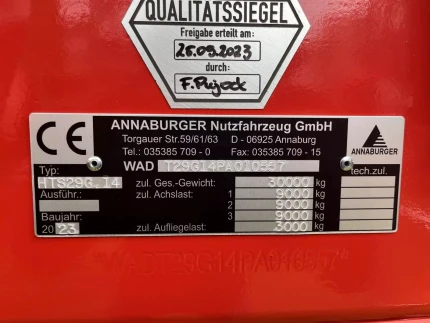 QUALITÄTSSIEGEL
Freigabe erteilt am:
25.09.2023
durch:
F. Pujock
CE
ANNABURGER Nutzfahrzeug GmbH
Torgauer Str.59/61/63 D - 06925 Annaburg
Tel.: 035385 709 - 0 Fax: 035385 709 - 15
ANNABURGER
WAD T29G14PA010557
Typ: tech.zul.
HTS29G.14 zul. Ges.-Gewicht: 30000 kg
Ausführ.: zul. Achslast: 1 9000 kg
2 9000 kg
Baujahr: 3 9000 kg
2023 zul. Aufliegelast: 3000 kg
*WADT29G14PA010557*